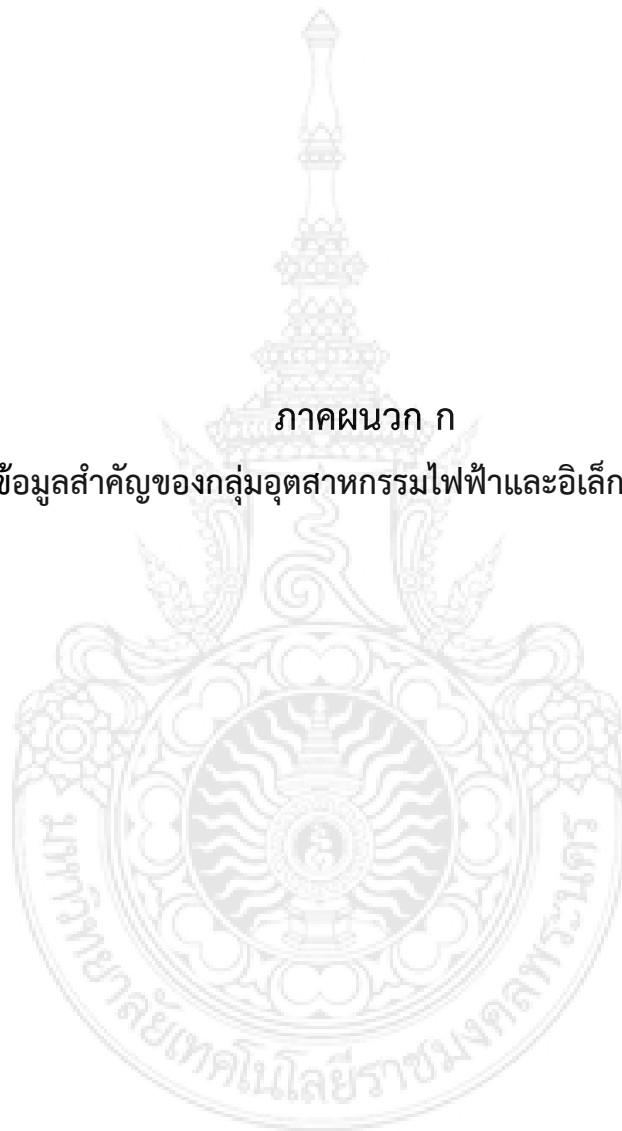 ภาคผนวก ก
ข้อมูลสำคัญของกลุ่มอุตสาหกรรมไฟฟ้าและอิเล็ก
มหาวิทยาลัยเทคโนโลยีราชมงคลพระนคร